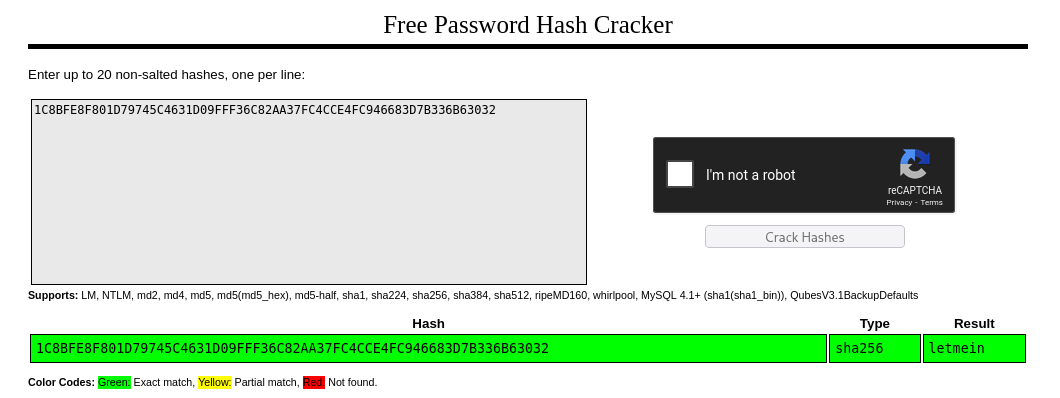 Free Password Hash Cracker
Enter up to 20 non-salted hashes, one per line:
1C8BFE8F801D79745C4631D09FFF36C82AA37FC4CCE4FC946683D7B336B63032
I'm not a robot
reCAPTCHA
Privacy - Terms
Crack Hashes
Supports: LM, NTLM, md2, md4, md5, md5(md5_hex), md5-half, sha1, sha224, sha256, sha384, sha512, ripeMD160, whirlpool, MySQL 4.1+ (sha1(sha1_bin)), QubesV3.1BackupDefaults
Hash Type Result
1C8BFE8F801D79745C4631D09FFF36C82AA37FC4CCE4FC946683D7B336B63032 sha256 letmein
Color Codes: Green: Exact match, Yellow: Partial match, Red: Not found.